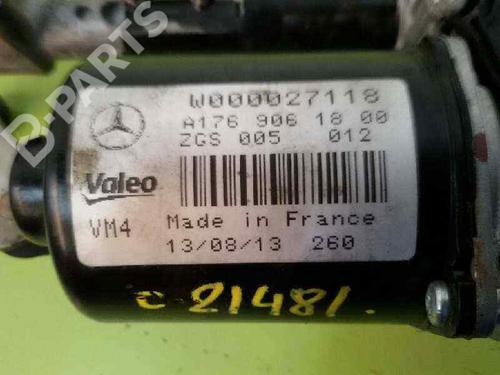 B-PARTS
W000027118
A176 906 18 00
ZGS 005 012
Valeo
VM4 Made in France
13/08/13 260
C 21481.